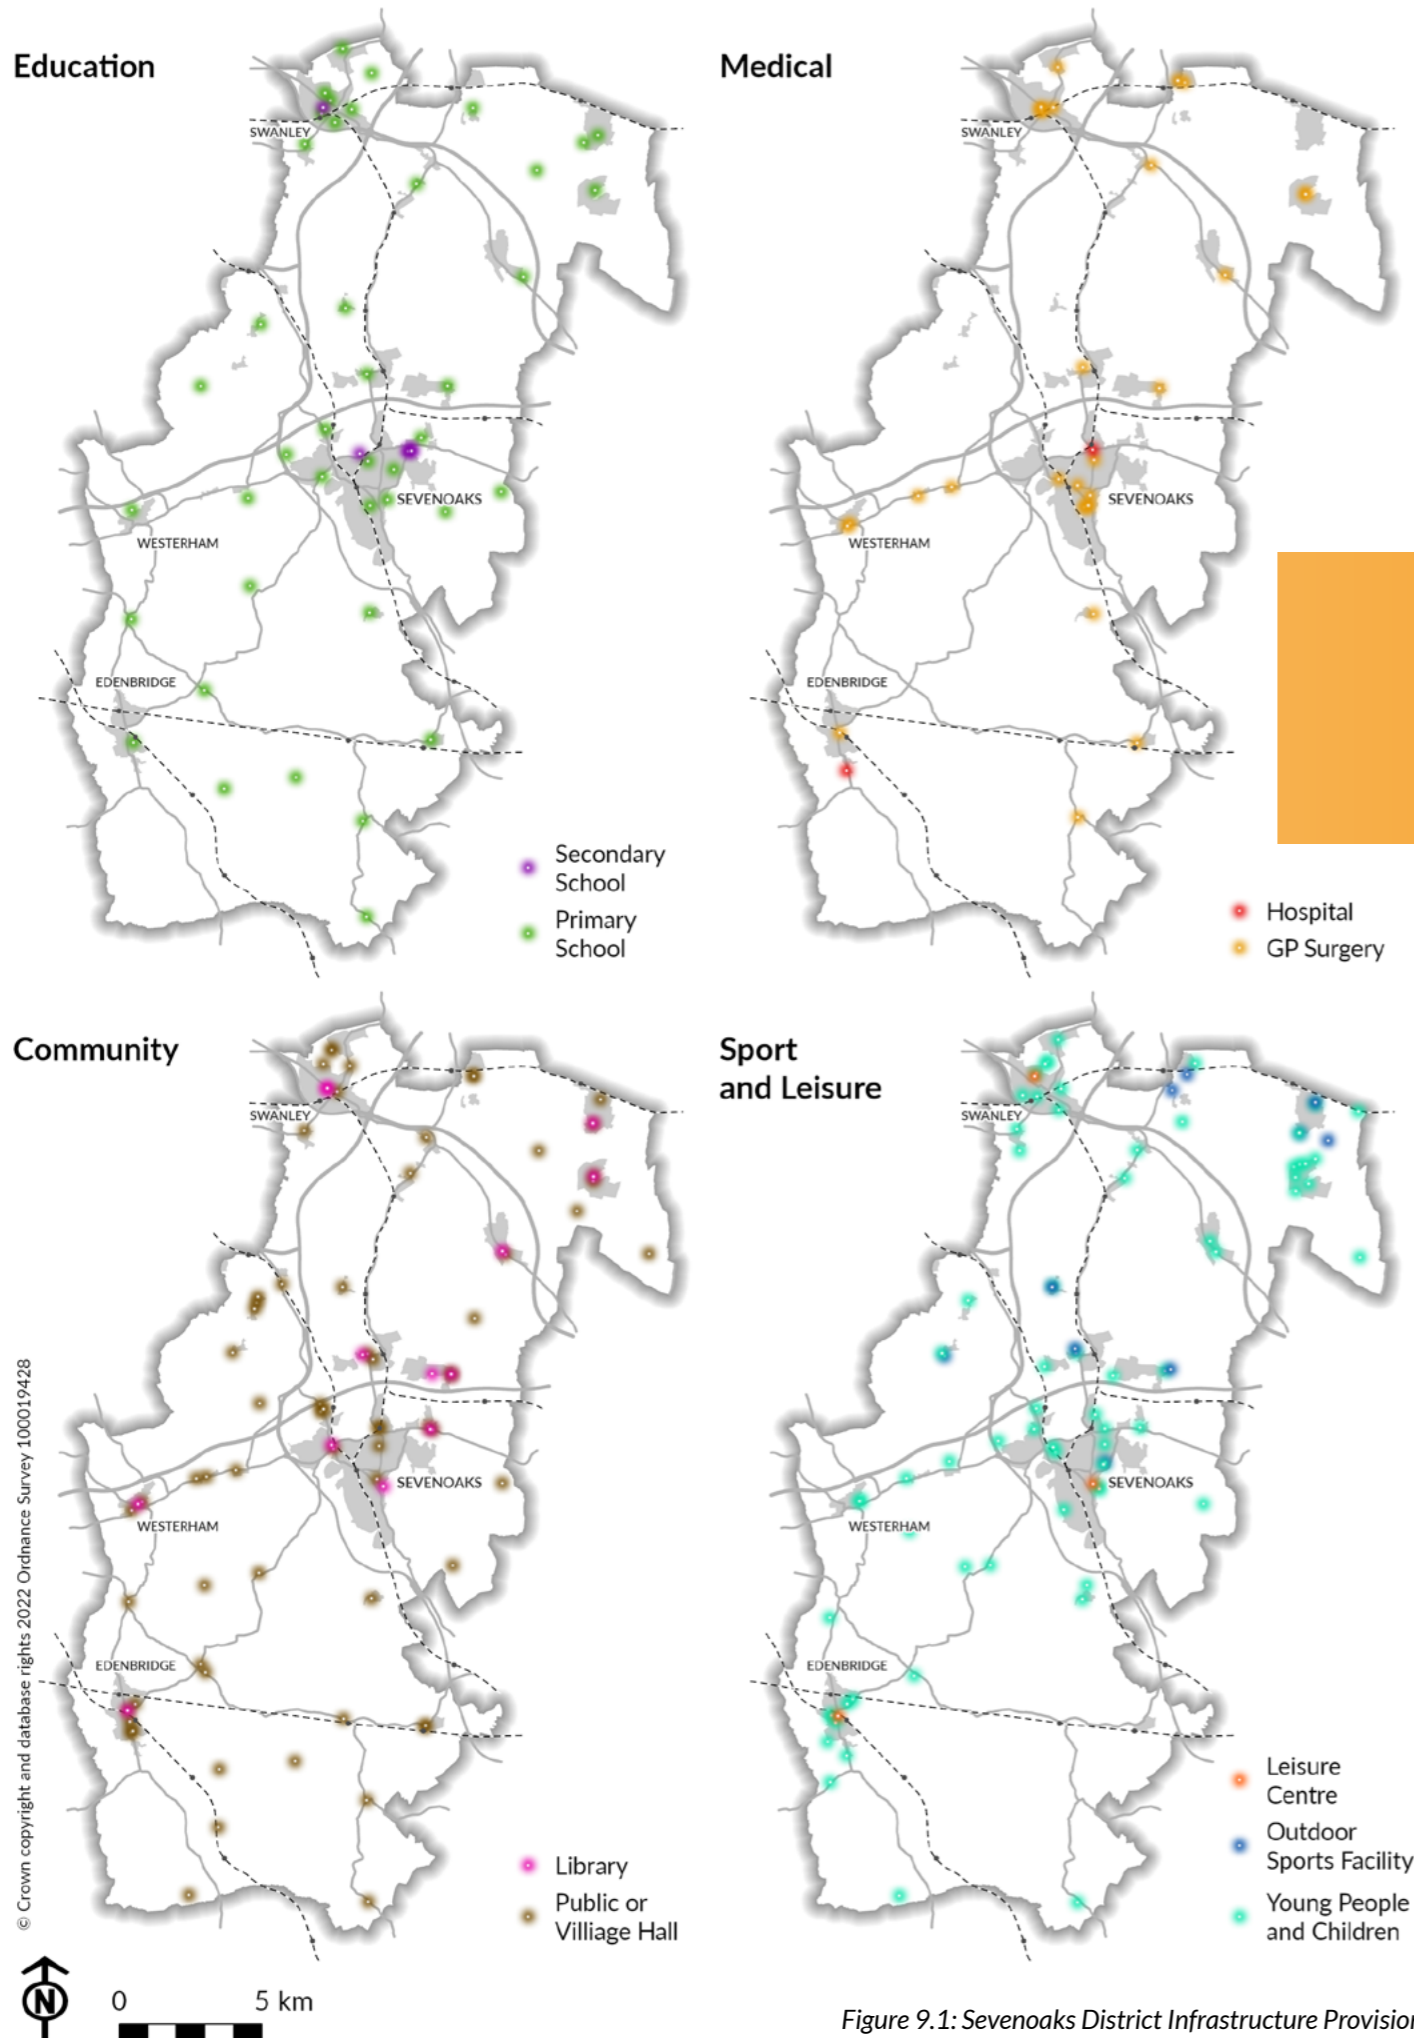 Education
SWANLEY
SEVENOAKS
WESTERHAM
EDENBRIDGE
Secondary
School
Primary
School
Medical
SWANLEY
SEVENOAKS
WESTERHAM
EDENBRIDGE
Hospital
GP Surgery
Community
SWANLEY
SEVENOAKS
WESTERHAM
EDENBRIDGE
Library
Public or
Villiage Hall
Sport
and Leisure
SWANLEY
SEVENOAKS
WESTERHAM
EDENBRIDGE
Leisure
Centre
Outdoor
Sports Facility
Young People
and Children
© Crown copyright and database rights 2022 Ordnance Survey 100019428
N
0 5 km
Figure 9.1: Sevenoaks District Infrastructure Provision